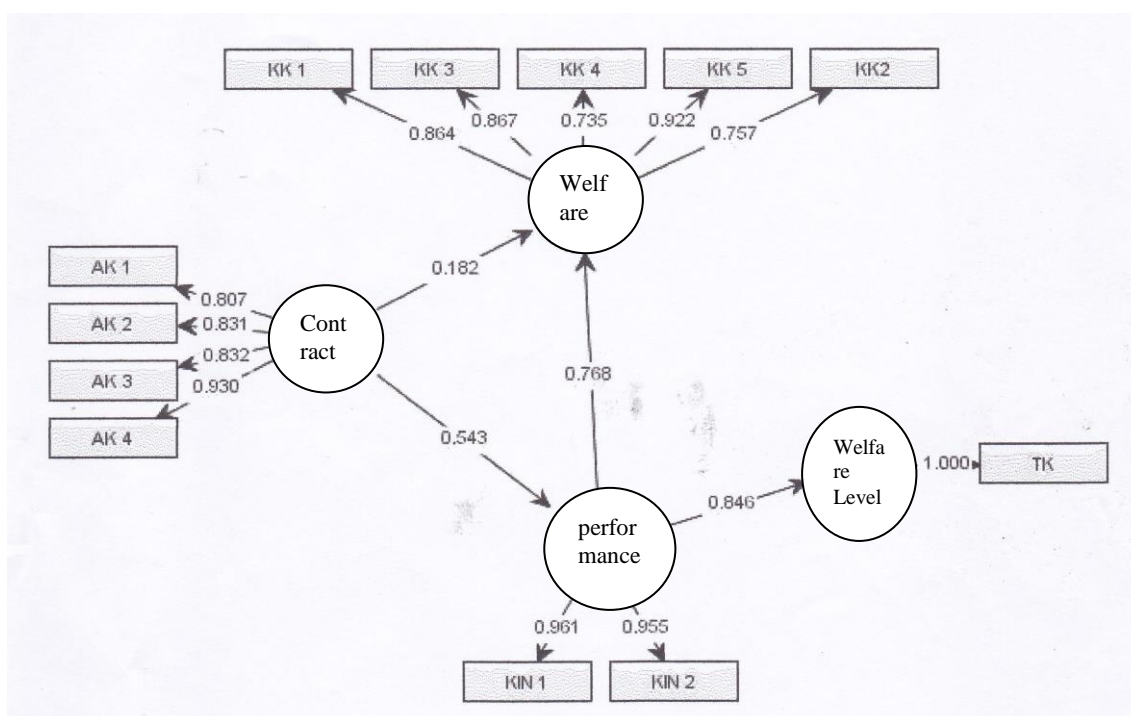 KK 1
KK 3
KK 4
KK 5
KK2
0.864
0.867
0.735
0.922
0.757
Welf
are
AK 1
AK 2
AK 3
AK 4
0.807
0.831
0.832
0.930
Cont
ract
0.182
0.543
0.768
perfor
mance
0.846
Welfa
re
Level
1.000
TK
0.961
0.955
KIN 1
KIN 2